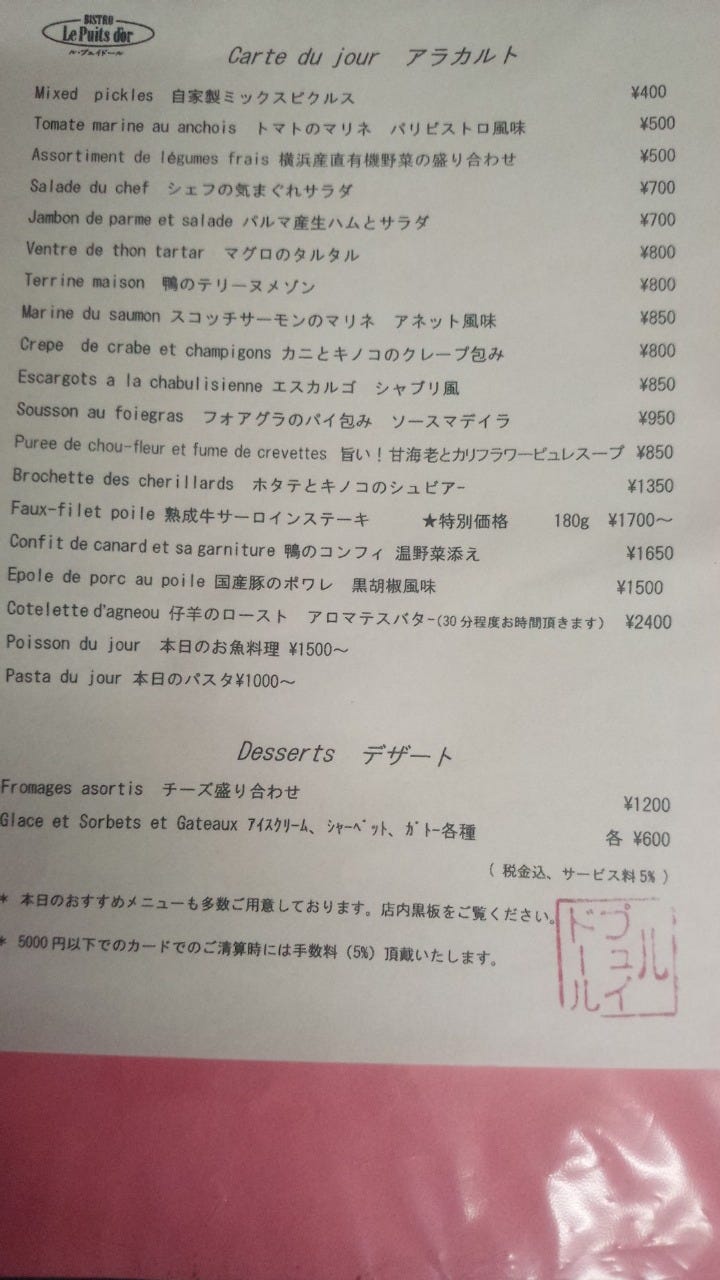 BISTRO
Le Puits d'or
ル・ピュイドール
Carte du jour アラカルト
Mixed pickles 自家製ミックスピクルス ¥400
Tomate marine au anchois トマトのマリネ パリビストロ風味 ¥500
Assortiment de légumes frais 横浜産直有機野菜の盛り合わせ ¥500
Salade du chef シェフの気まぐれサラダ ¥700
Jambon de parme et salade パルマ産生ハムとサラダ ¥700
Ventre de thon tartar マグロのタルタル ¥800
Terrine maison 鴨のテリーヌメゾン ¥800
Marine du saumon スコッチサーモンのマリネ アネット風味 ¥850
Crepe de crabe et champigons カニとキノコのクレープ包み ¥800
Escargots a la chabulisienne エスカルゴ シャブリ風 ¥850
Sousson au foiegras フォアグラのパイ包み ソースマデイラ ¥950
Puree de chou-fleur et fume de crevettes 旨い！甘海老とカリフラワーピュレスープ ¥850
Brochette des cherillards ホタテとキノコのシュビアｰ ¥1350
Faux-filet poile 熟成牛サーロインステーキ ★特別価格 180g ¥1700～
Confit de canard et sa garniture 鴨のコンフィ 温野菜添え ¥1650
Epole de porc au poile 国産豚のポワレ 黒胡椒風味 ¥1500
Cotelette d'agneou 仔羊のロースト アロマテスバターｰ(30分程度お時間頂きます) ¥2400
Poisson du jour 本日のお魚料理 ¥1500～
Pasta du jour 本日のパスタ¥1000～
Desserts デザート
Fromages asortis チーズ盛り合わせ ¥1200
Glace et Sorbets et Gateaux ｱｲｽｸﾘｰﾑ、ｼｬｰﾍﾞｯﾄ、ｶﾞﾄｰ各種 各 ¥600
( 税金込、サービス料5% )
* 本日のおすすめメニューも多数ご用意しております。店内黒板をご覧ください。
* 5000円以下でのカードでのご清算時には手数料 (5%) 頂戴いたします。
ル
プュイ
ドール